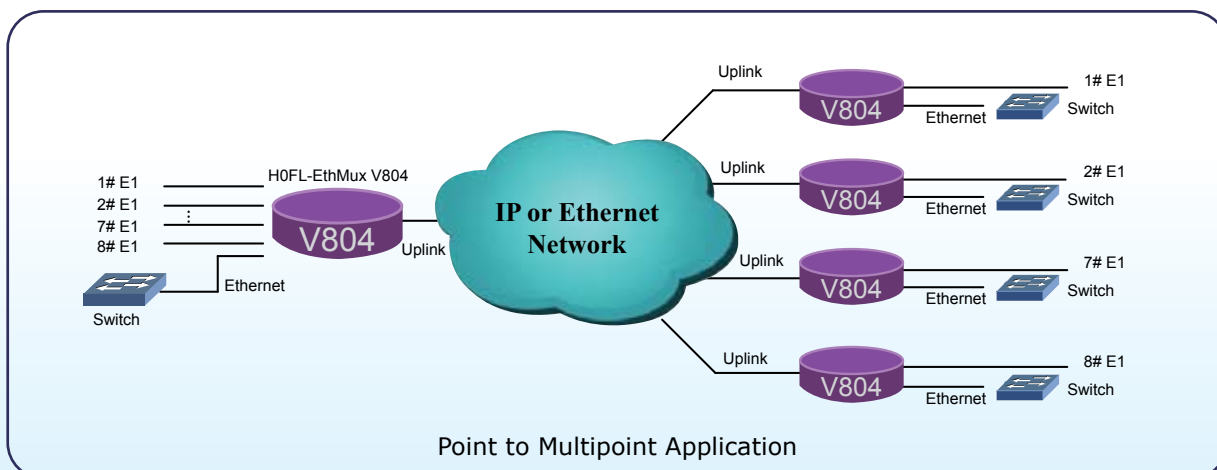 H0FL-EthMux V804
1# E1
2# E1
⋮
7# E1
8# E1
V804
Uplink
Ethernet
Switch
IP or Ethernet
Network
Uplink
V804
1# E1
Ethernet
Switch
Uplink
V804
2# E1
Ethernet
Switch
Uplink
V804
7# E1
Ethernet
Switch
Uplink
V804
8# E1
Ethernet
Switch
Point to Multipoint Application